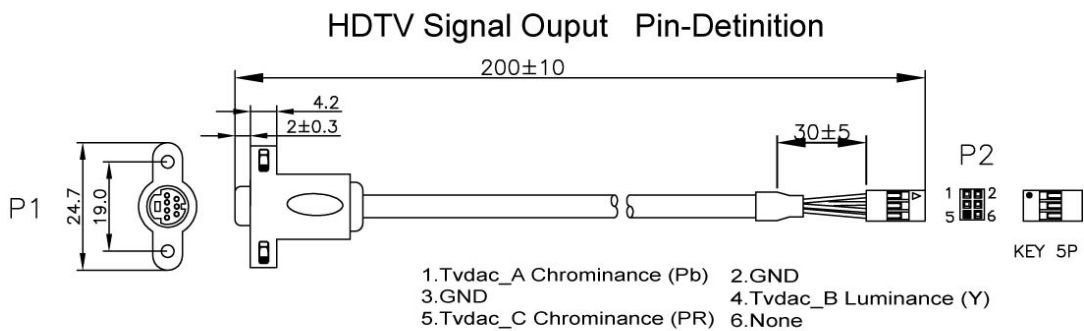 HDTV Signal Ouput Pin-Detinition
200±10
4.2
2±0.3
30±5
P2
P1
24.7
19.0
1 2
5 6
KEY 5P
1.Tvdac_A Chrominance (Pb) 2.GND
3.GND 4.Tvdac_B Luminance (Y)
5.Tvdac_C Chrominance (PR) 6.None